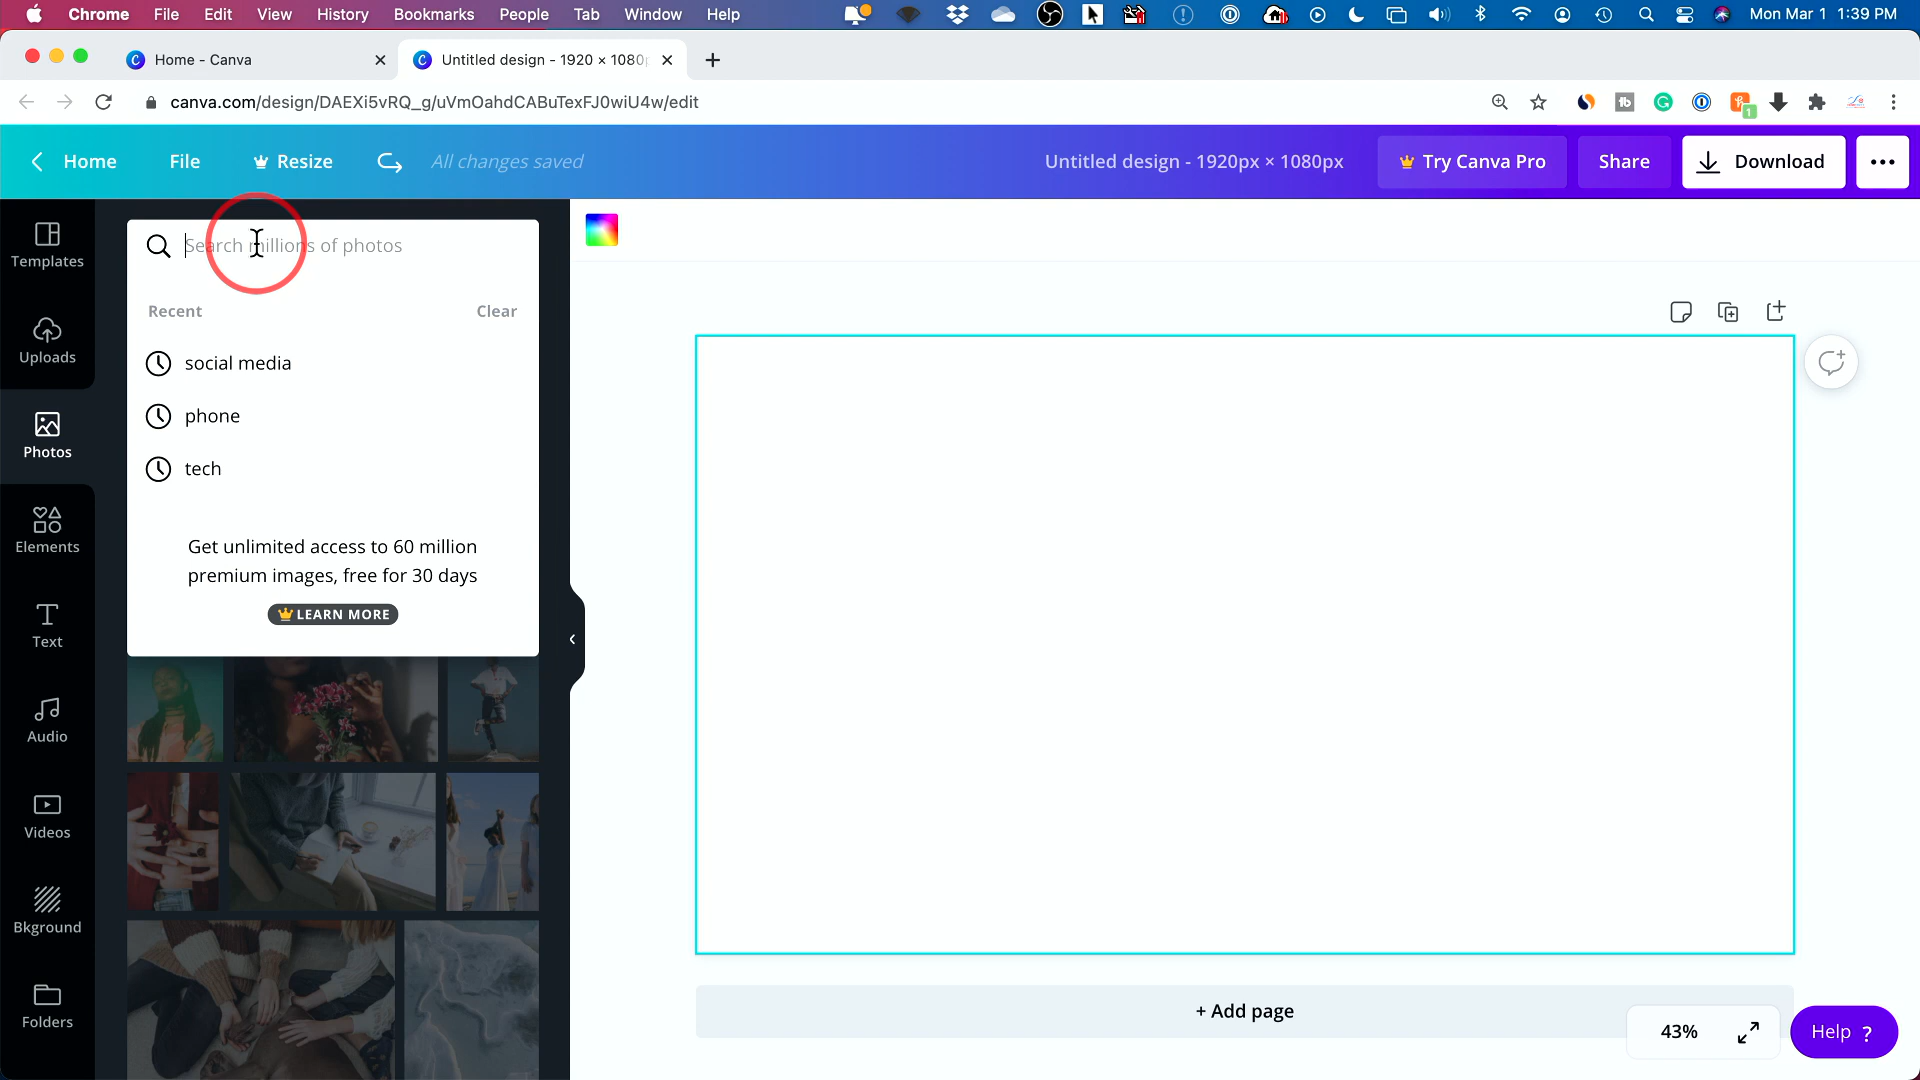 Chrome File Edit View History Bookmarks People Tab Window Help Mon Mar 1 1:39 PM
Home - Canva Untitled design - 1920 × 1080
canva.com/design/DAEXi5vRQ_g/uVmOahdCABuTexFJ0wiU4w/edit
Home File Resize All changes saved Untitled design - 1920px × 1080px Try Canva Pro Share Download
Search millions of photos
Recent Clear
social media
phone
tech
Get unlimited access to 60 million
premium images, free for 30 days
LEARN MORE
Templates
Uploads
Photos
Elements
Text
Audio
Videos
Bkground
Folders
+ Add page
43%
Help ?